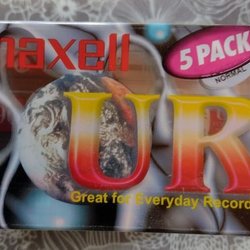 maxell
5 PACK
NORMAL
UR
Great for Everyday Record